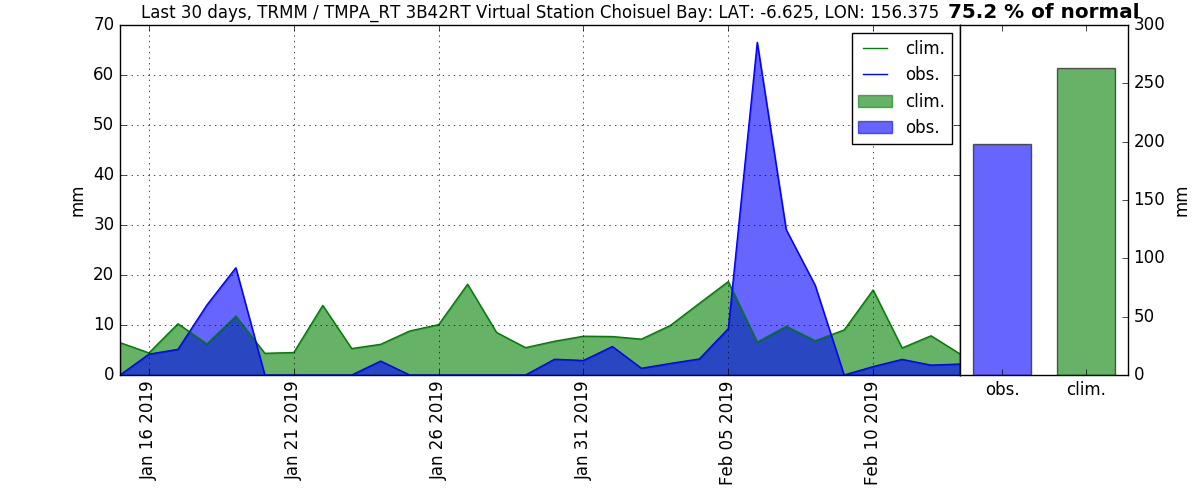 Last 30 days, TRMM / TMPA_RT 3B42RT Virtual Station Choisuel Bay: LAT: -6.625, LON: 156.375 75.2 % of normal
70
60
50
40
30
20
10
0
mm
clim.
obs.
clim.
obs.
300
250
200
150
100
50
0
mm
obs.
clim.
Jan 16 2019
Jan 21 2019
Jan 26 2019
Jan 31 2019
Feb 05 2019
Feb 10 2019